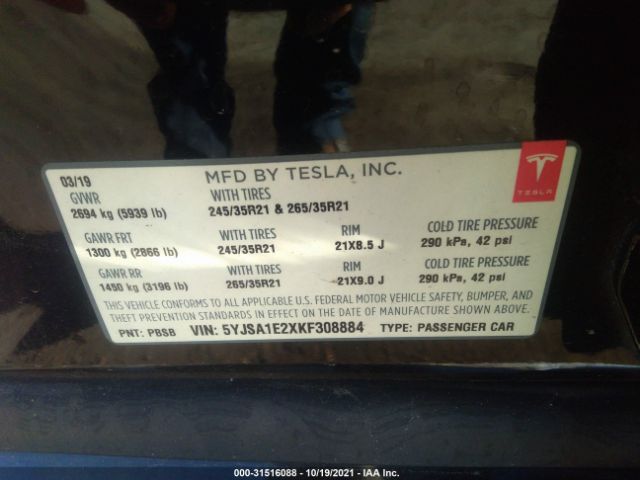 03/19
MFD BY TESLA, INC.
GVWR
WITH TIRES
2694 kg (5939 lb)
245/35R21 & 265/35R21
TESLA
GAWR FRT
WITH TIRES
RIM
COLD TIRE PRESSURE
1300 kg (2866 lb)
245/35R21
21X8.5 J
290 kPa, 42 psi
GAWR RR
WITH TIRES
RIM
COLD TIRE PRESSURE
1450 kg (3196 lb)
265/35R21
21X9.0 J
290 kPa, 42 psi
THIS VEHICLE CONFORMS TO ALL APPLICABLE U.S. FEDERAL MOTOR VEHICLE SAFETY, BUMPER, AND
THEFT PREVENTION STANDARDS IN EFFECT ON THE DATE OF MANUFACTURE SHOWN ABOVE.
PNT: PBSB VIN: 5YJSA1E2XKF308884 TYPE: PASSENGER CAR
000-31516088 - 10/19/2021 - IAA Inc.